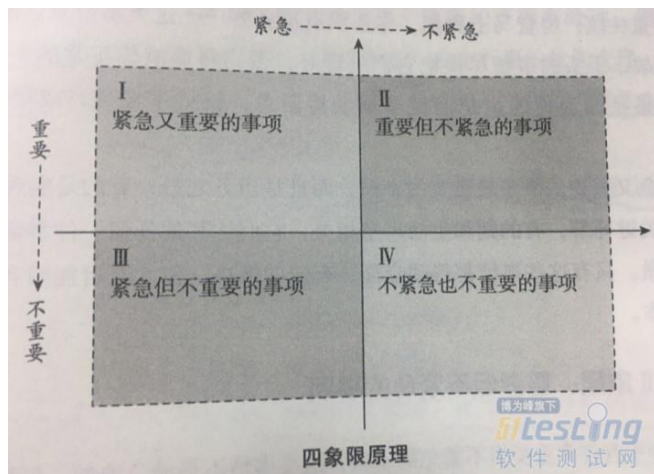 紧急 不紧急
重要
不重要
Ⅰ
紧急又重要的事项
Ⅱ
重要但不紧急的事项
Ⅲ
紧急但不重要的事项
Ⅳ
不紧急也不重要的事项
四象限原理
博为峰旗下
51testing
软件测试网